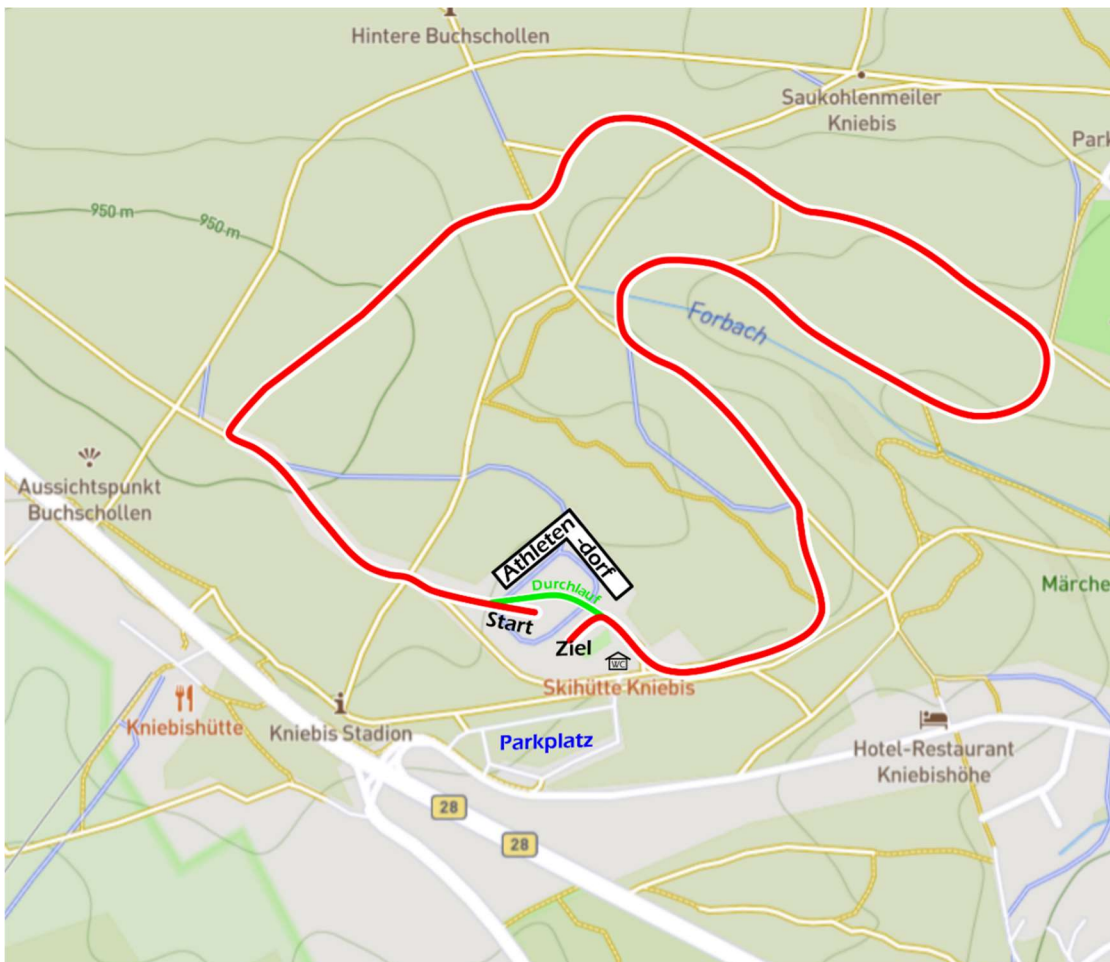 Hintere Buchschollen
Saukohlenmeiler
Kniebis
Park
950 m
950 m
Forbach
Aussichtspunkt
Buchschollen
Athleten
-dorf
Durchlauf
Start
Ziel
WC
Märche
Skihütte Kniebis
Kniebishütte
Kniebis Stadion
Parkplatz
Hotel-Restaurant
Kniebishöhe
28
28